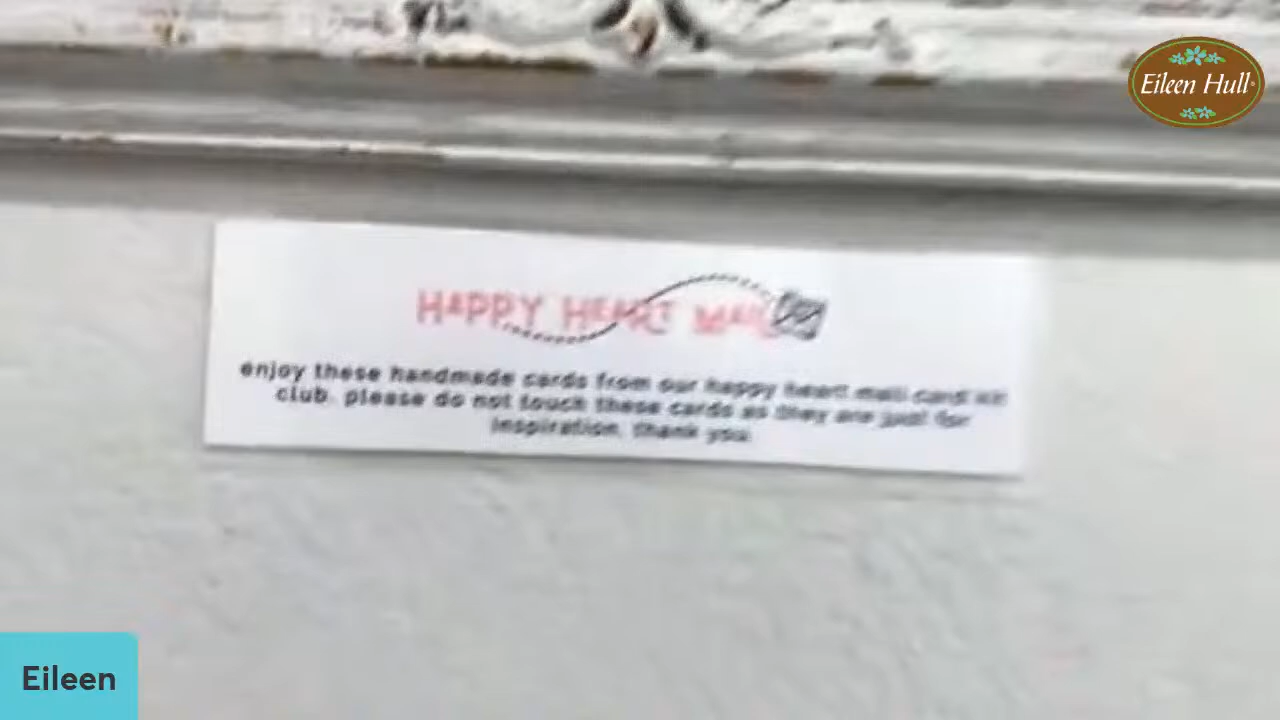 Eileen Hull
HAPPY HEART MAIL
enjoy these handmade cards from our happy heart mail card kit
club. please do not touch these cards as they are just for
inspiration. thank you
Eileen